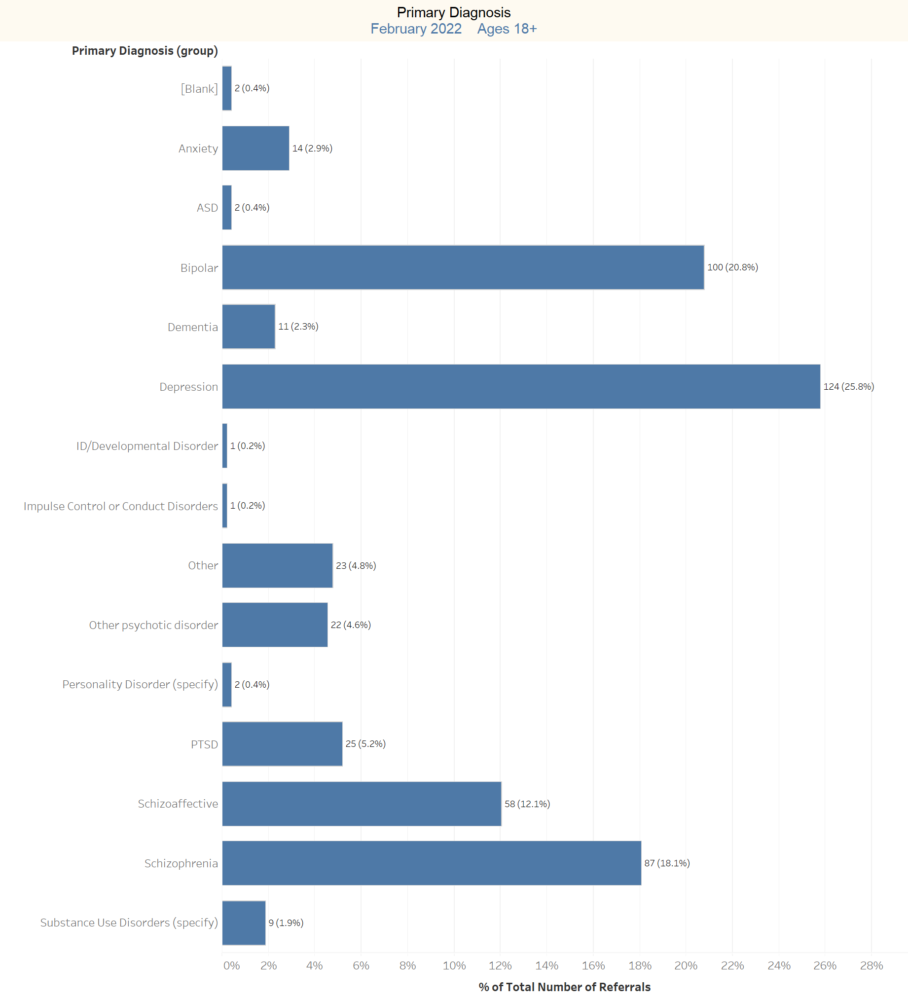 Primary Diagnosis
February 2022 Ages 18+
Primary Diagnosis (group)
[Blank] 2 (0.4%)
Anxiety 14 (2.9%)
ASD 2 (0.4%)
Bipolar 100 (20.8%)
Dementia 11 (2.3%)
Depression 124 (25.8%)
ID/Developmental Disorder 1 (0.2%)
Impulse Control or Conduct Disorders 1 (0.2%)
Other 23 (4.8%)
Other psychotic disorder 22 (4.6%)
Personality Disorder (specify) 2 (0.4%)
PTSD 25 (5.2%)
Schizoaffective 58 (12.1%)
Schizophrenia 87 (18.1%)
Substance Use Disorders (specify) 9 (1.9%)
0% 2% 4% 6% 8% 10% 12% 14% 16% 18% 20% 22% 24% 26% 28%
% of Total Number of Referrals